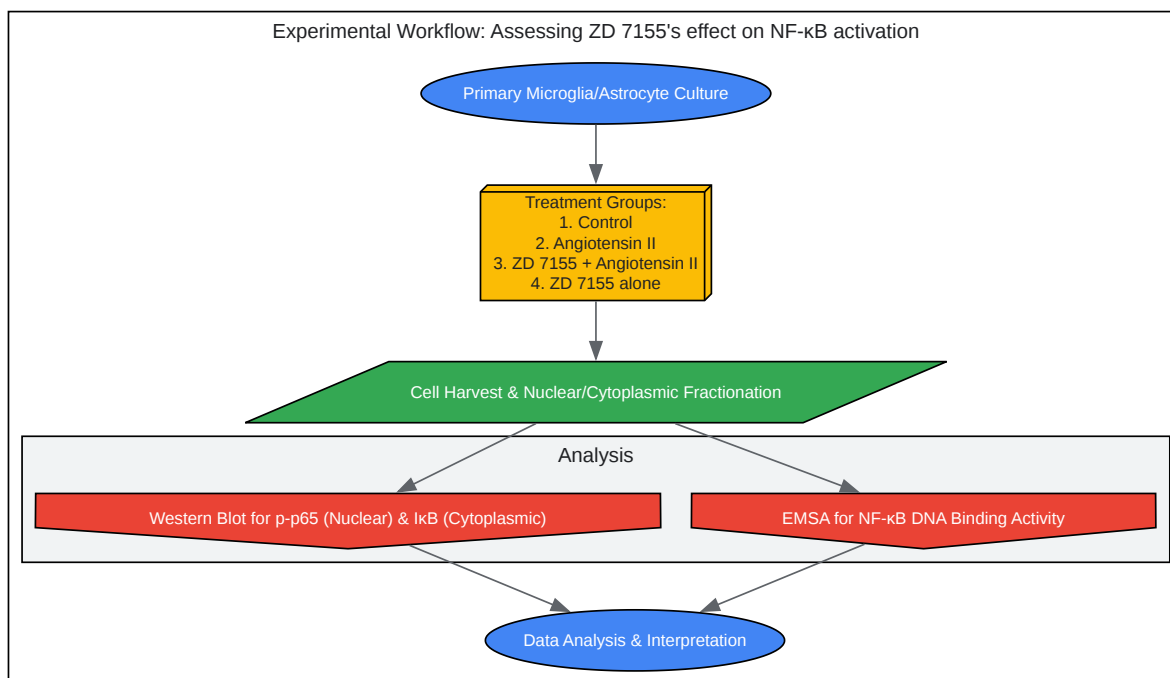 Experimental Workflow: Assessing ZD 7155's effect on NF-κB activation
Primary Microglia/Astrocyte Culture
Treatment Groups:
1. Control
2. Angiotensin II
3. ZD 7155 + Angiotensin II
4. ZD 7155 alone
Cell Harvest & Nuclear/Cytoplasmic Fractionation
Analysis
Western Blot for p-p65 (Nuclear) & IκB (Cytoplasmic)
EMSA for NF-κB DNA Binding Activity
Data Analysis & Interpretation